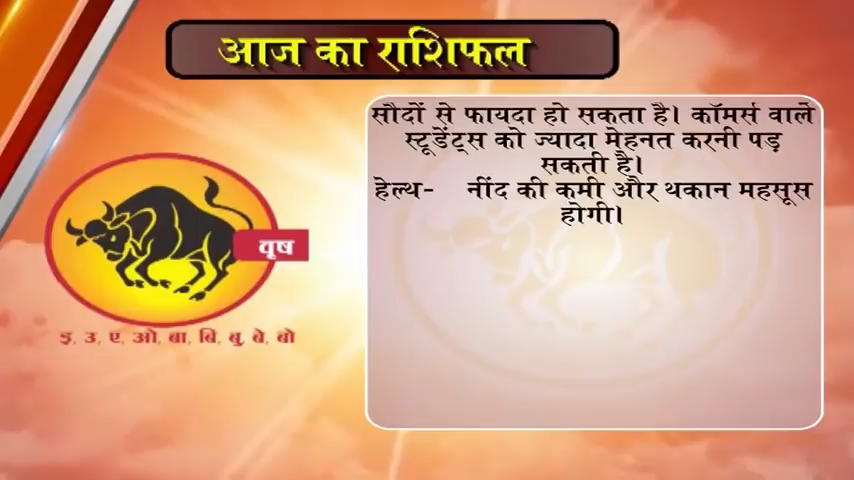 आज का राशिफल
सौदों से फायदा हो सकता है। कॉमर्स वाले
स्टूडेंट्स को ज्यादा मेहनत करनी पड़
सकती है।
हेल्थ- नींद की कमी और थकान महसूस
होगी।
वृष
इ, उ, ए, ओ, बा, बि, बु, बे, बो